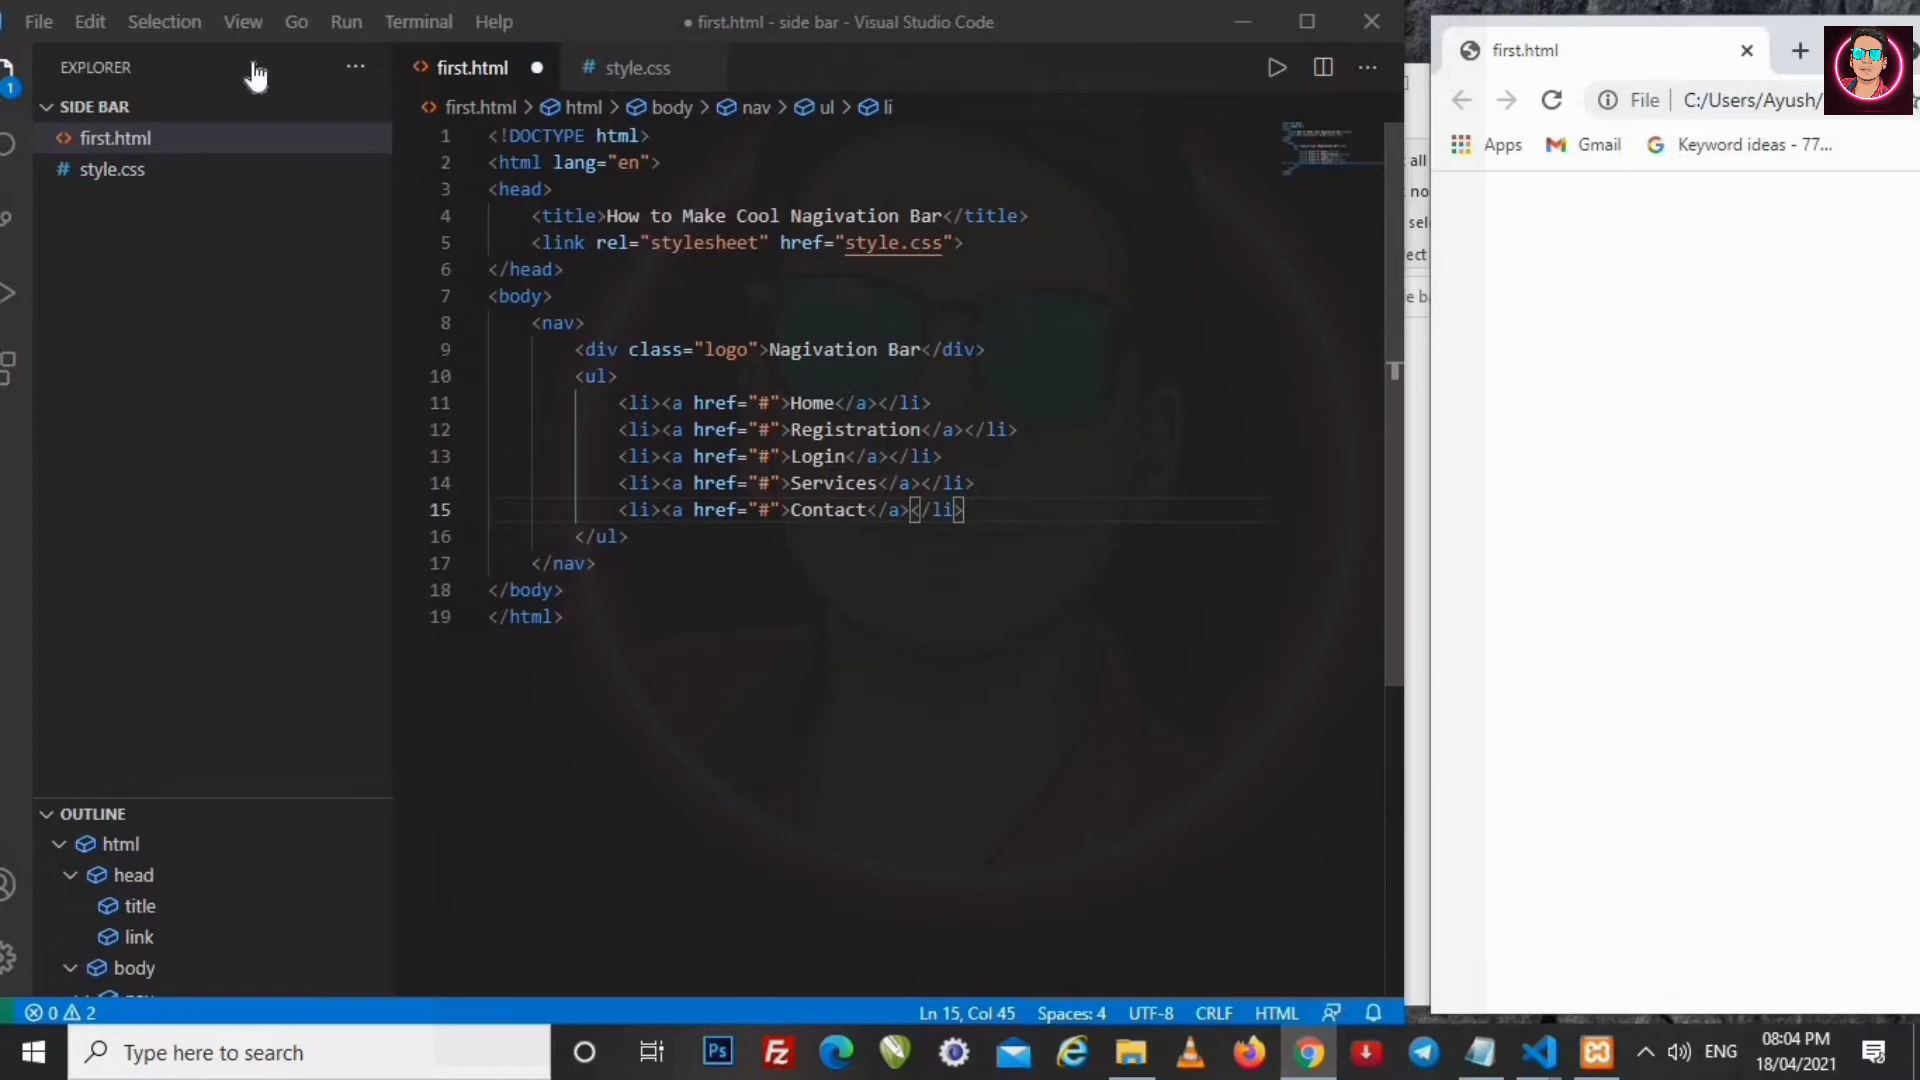 File Edit Selection View Go Run Terminal Help
● first.html - side bar - Visual Studio Code
EXPLORER
SIDE BAR
first.html
style.css
first.html
style.css
first.html > html > body > nav > ul > li
1 <!DOCTYPE html>
2 <html lang="en">
3 <head>
4 <title>How to Make Cool Nagivation Bar</title>
5 <link rel="stylesheet" href="style.css">
6 </head>
7 <body>
8 <nav>
9 <div class="logo">Nagivation Bar</div>
10 <ul>
11 <li><a href="#">Home</a></li>
12 <li><a href="#">Registration</a></li>
13 <li><a href="#">Login</a></li>
14 <li><a href="#">Services</a></li>
15 <li><a href="#">Contact</a></li>
16 </ul>
17 </nav>
18 </body>
19 </html>
OUTLINE
html
head
title
link
body
0 2
Ln 15, Col 45 Spaces: 4 UTF-8 CRLF HTML
first.html
File C:/Users/Ayush/
Apps Gmail Keyword ideas - 77...
Type here to search
Ps
Fz
ENG
08:04 PM
18/04/2021